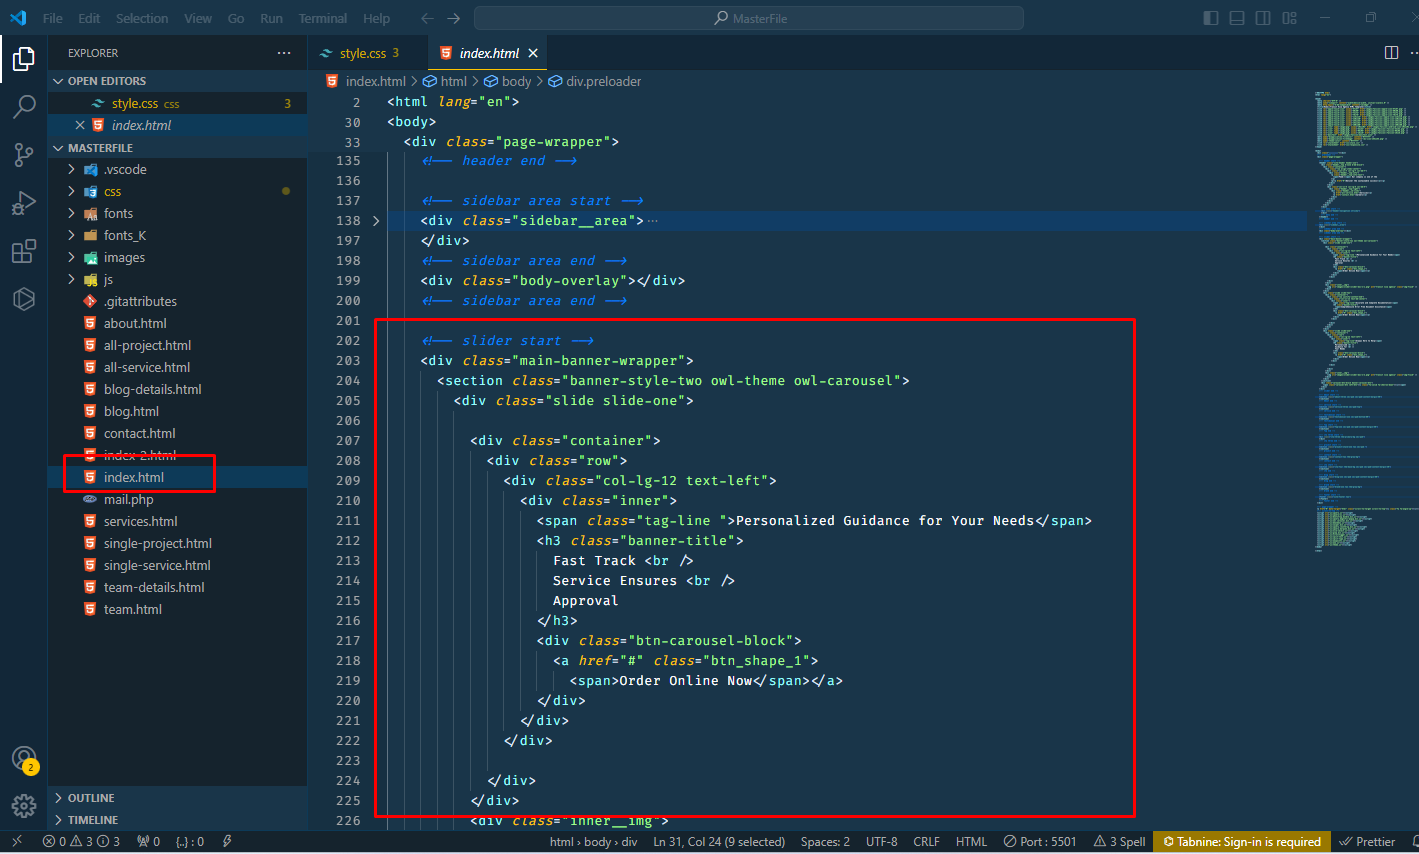 File Edit Selection View Go Run Terminal Help
MasterFile
EXPLORER
style.css 3
index.html
OPEN EDITORS
style.css css 3
index.html
MASTERFILE
.vscode
css
fonts
fonts_K
images
js
.gitattributes
about.html
all-project.html
all-service.html
blog-details.html
blog.html
contact.html
index-2.html
index.html
mail.php
services.html
single-project.html
single-service.html
team-details.html
team.html
OUTLINE
TIMELINE
index.html > html > body > div.preloader
2 <html lang="en">
30 <body>
33 <div class="page-wrapper">
135 <!-- header end -->
136
137 <!-- sidebar area start -->
138 <div class="sidebar__area">…
197 </div>
198 <!-- sidebar area end -->
199 <div class="body-overlay"></div>
200 <!-- sidebar area end -->
201
202 <!-- slider start -->
203 <div class="main-banner-wrapper">
204 <section class="banner-style-two owl-theme owl-carousel">
205 <div class="slide slide-one">
206
207 <div class="container">
208 <div class="row">
209 <div class="col-lg-12 text-left">
210 <div class="inner">
211 <span class="tag-line ">Personalized Guidance for Your Needs</span>
212 <h3 class="banner-title">
213 Fast Track <br />
214 Service Ensures <br />
215 Approval
216 </h3>
217 <div class="btn-carousel-block">
218 <a href="#" class="btn_shape_1">
219 <span>Order Online Now</span></a>
220 </div>
221 </div>
222 </div>
223
224 </div>
225 </div>
226 <div class="inner__img">
2
0 3 3 0 {..} : 0 html > body > div Ln 31, Col 24 (9 selected) Spaces: 2 UTF-8 CRLF HTML Port : 5501 3 Spell Tabnine: Sign-in is required Prettier